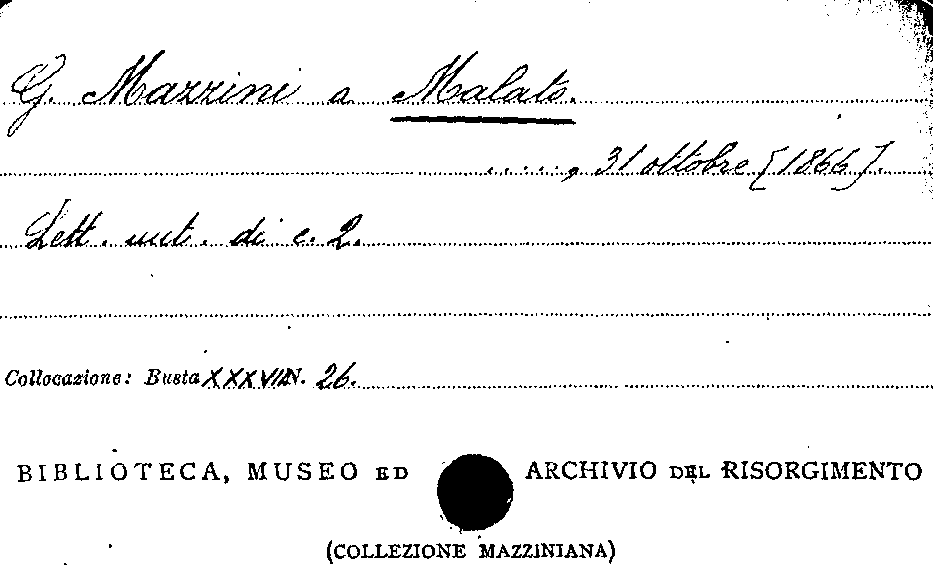 G. Mazzini a Malato.
....., 31 ottobre [1866].
Lett. aut. di c. 2.
Collocazione: Busta N. 26.
BIBLIOTECA, MUSEO ED ARCHIVIO DEL RISORGIMENTO
(COLLEZIONE MAZZINIANA)